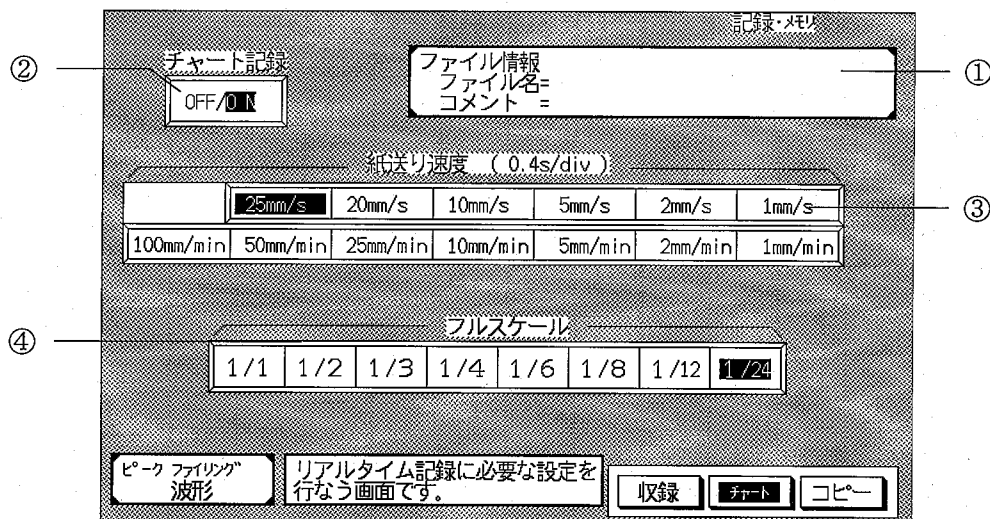 記録・メモリ
① ファイル情報
ファイル名=
コメント =
② チャート記録
OFF/ON
紙送り速度 (0.4s/div)
25mm/s 20mm/s 10mm/s 5mm/s 2mm/s 1mm/s ③
100mm/min 50mm/min 25mm/min 10mm/min 5mm/min 2mm/min 1mm/min
④ フルスケール
1/1 1/2 1/3 1/4 1/6 1/8 1/12 1/24
ピーク ファイリング
波形
リアルタイム記録に必要な設定を
行なう画面です。
収録 チャート コピー